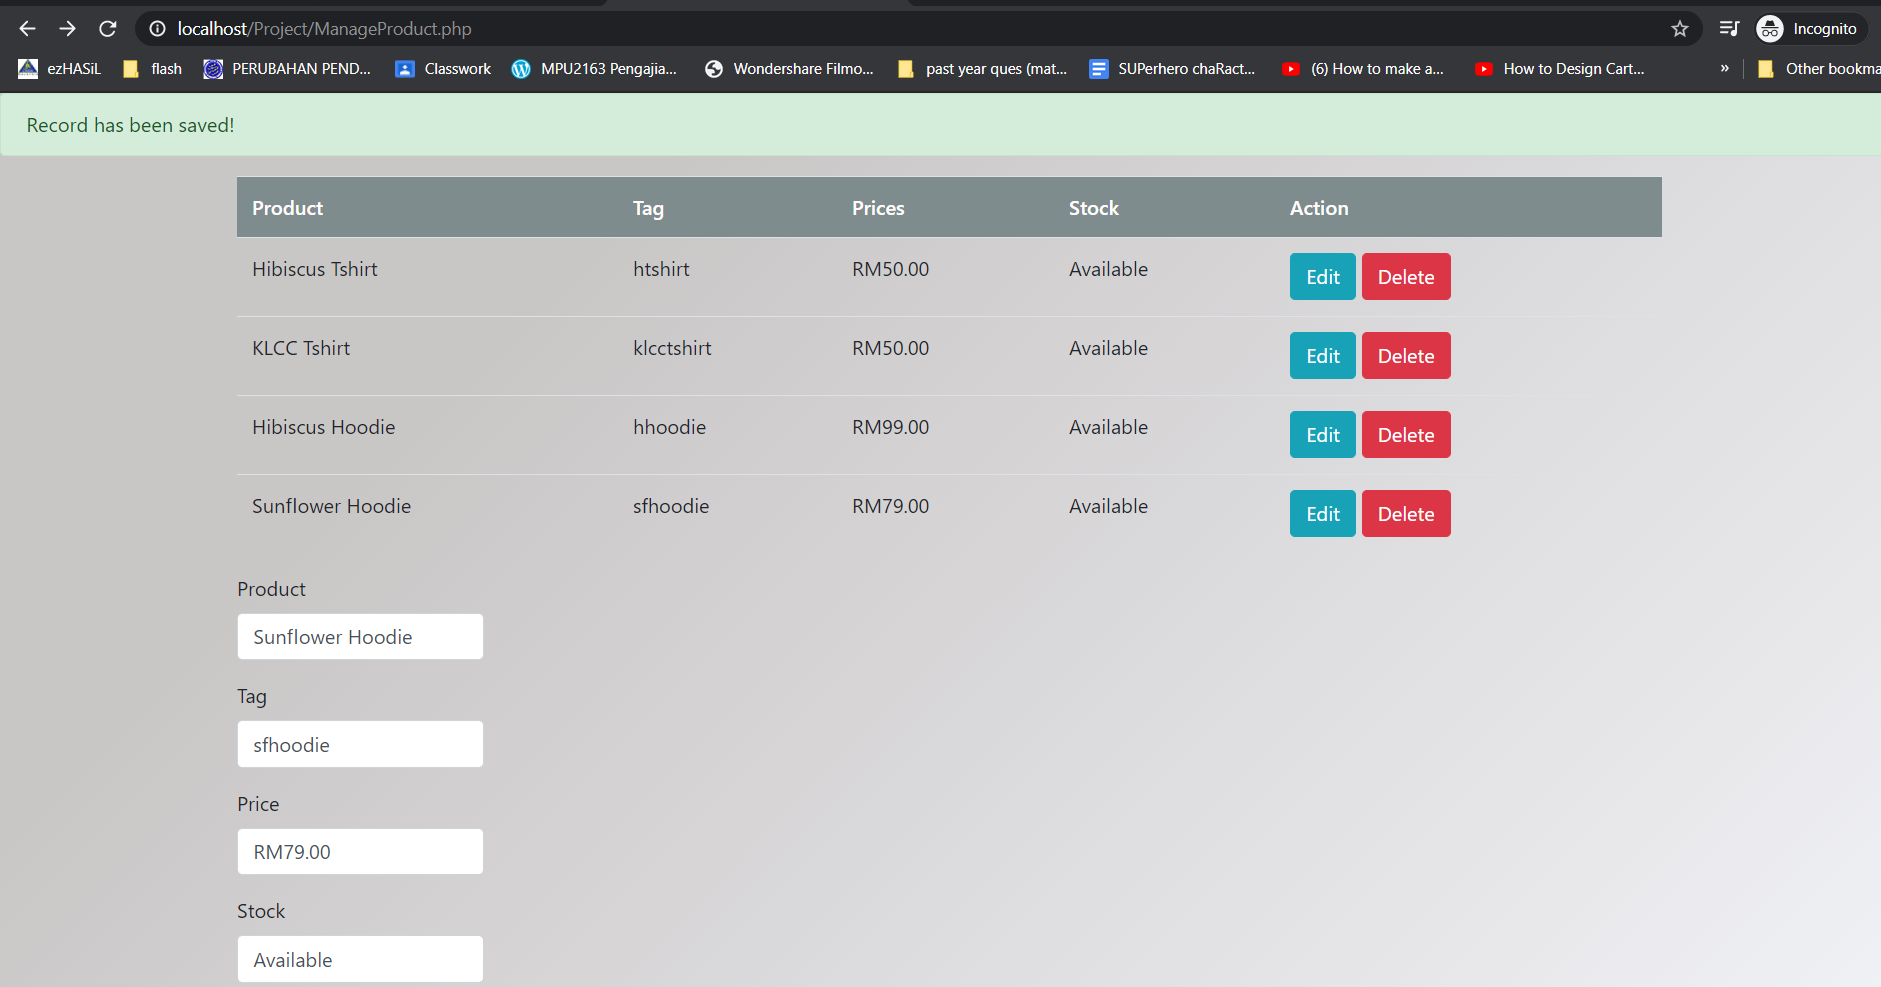 localhost/Project/ManageProduct.php Incognito
ezHASiL flash PERUBAHAN PEND... Classwork MPU2163 Pengajia... Wondershare Filmo... past year ques (mat... SUPerhero chaRact... (6) How to make a... How to Design Cart... » Other bookma
Record has been saved!
Product Tag Prices Stock Action
Hibiscus Tshirt htshirt RM50.00 Available Edit Delete
KLCC Tshirt klcctshirt RM50.00 Available Edit Delete
Hibiscus Hoodie hhoodie RM99.00 Available Edit Delete
Sunflower Hoodie sfhoodie RM79.00 Available Edit Delete
Product
Sunflower Hoodie
Tag
sfhoodie
Price
RM79.00
Stock
Available